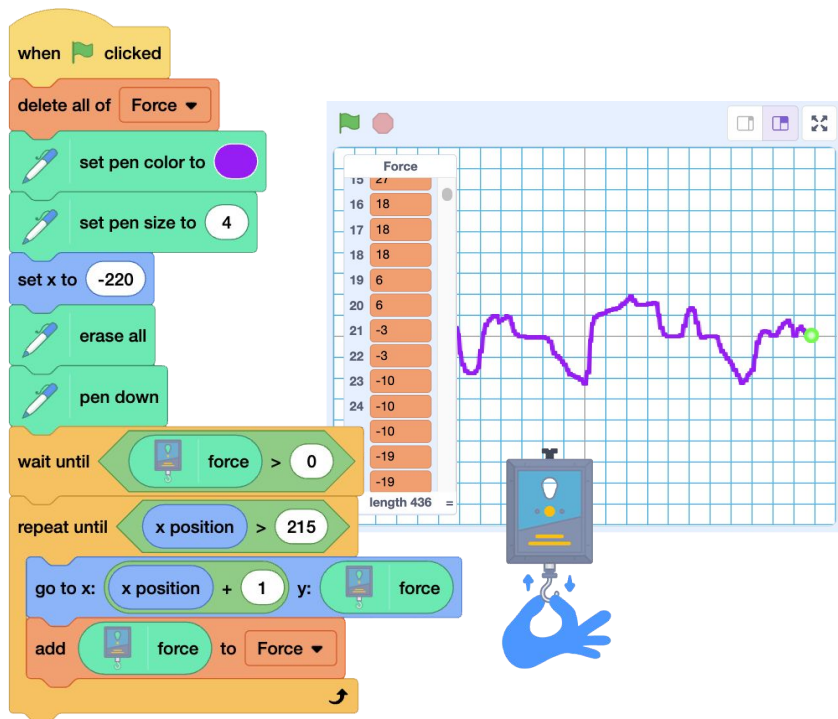 when clicked
delete all of Force
set pen color to
set pen size to 4
set x to -220
erase all
pen down
wait until force > 0
repeat until x position > 215
go to x: x position + 1 y: force
add force to Force
Force
15 27
16 18
17 18
18 18
19 6
20 6
21 -3
22 -3
23 -10
24 -10
-10
-19
-19
length 436 =